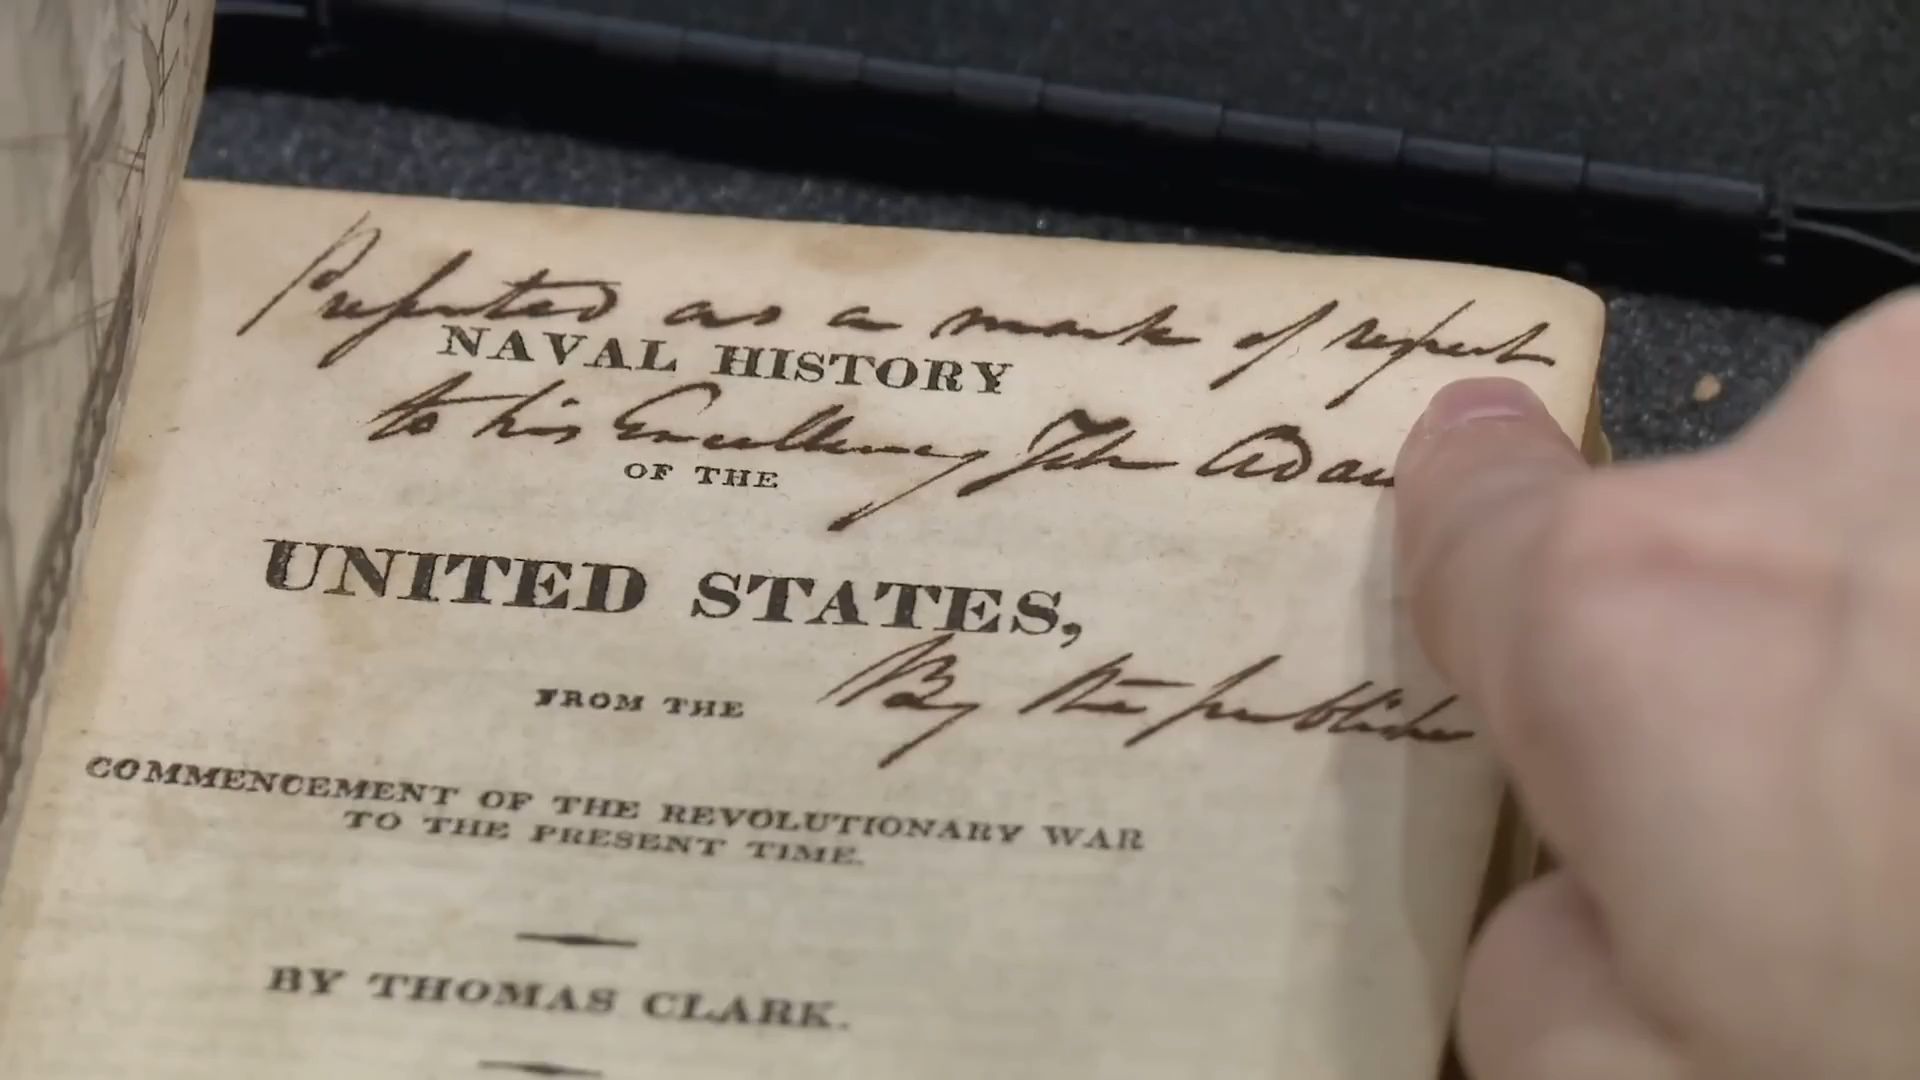 Presented as a mark of respect
NAVAL HISTORY
to his Excellency John Adam
OF THE
UNITED STATES,
By the publisher
FROM THE
COMMENCEMENT OF THE REVOLUTIONARY WAR
TO THE PRESENT TIME.
BY THOMAS CLARK.